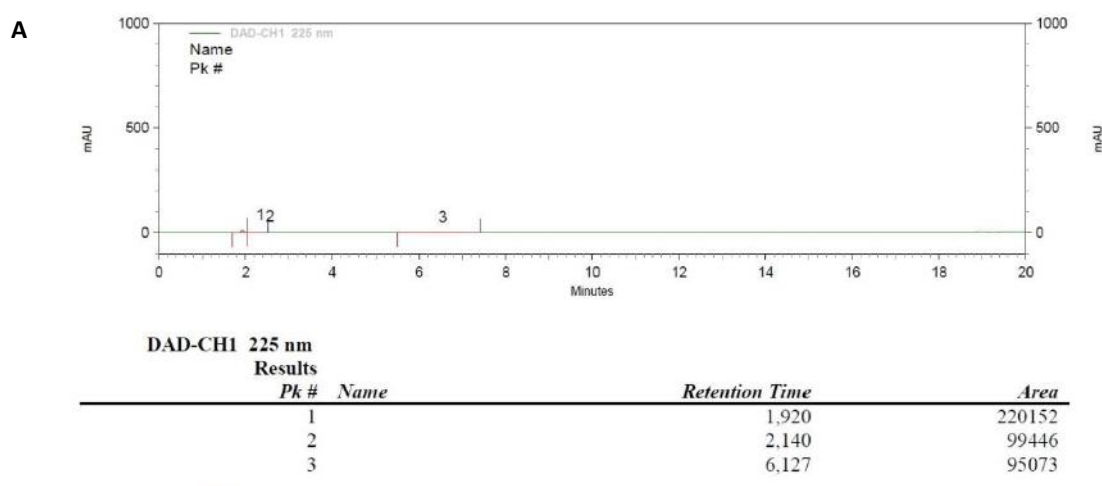 A
1000 1000
DAD-CH1 225 nm
Name
Pk #
mAU 500 500 mAU
12 3
0 0
0 2 4 6 8 10 12 14 16 18 20
Minutes
DAD-CH1 225 nm
Results
Pk # Name Retention Time Area
1 1,920 220152
2 2,140 99446
3 6,127 95073